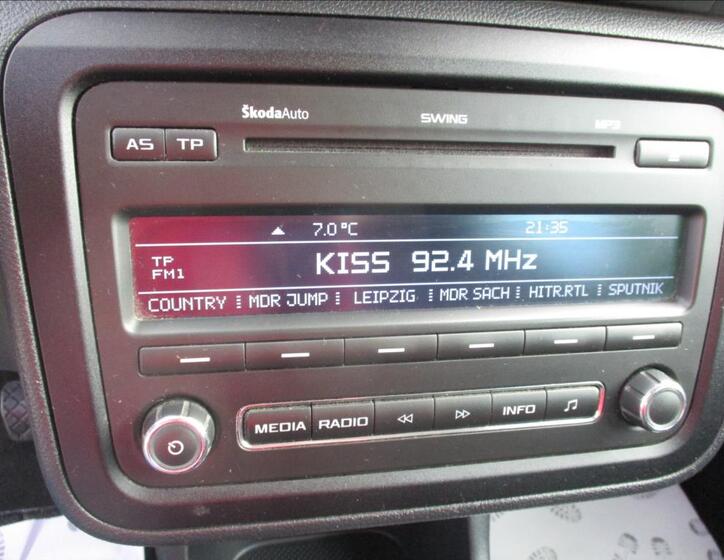 ŠkodaAuto SWING MP3
AS TP
7.0°C 21:35
TP
FM1
KISS 92.4 MHz
COUNTRY MDR JUMP LEIPZIG MDR SACH HITR.RTL SPUTNIK
MEDIA RADIO INFO